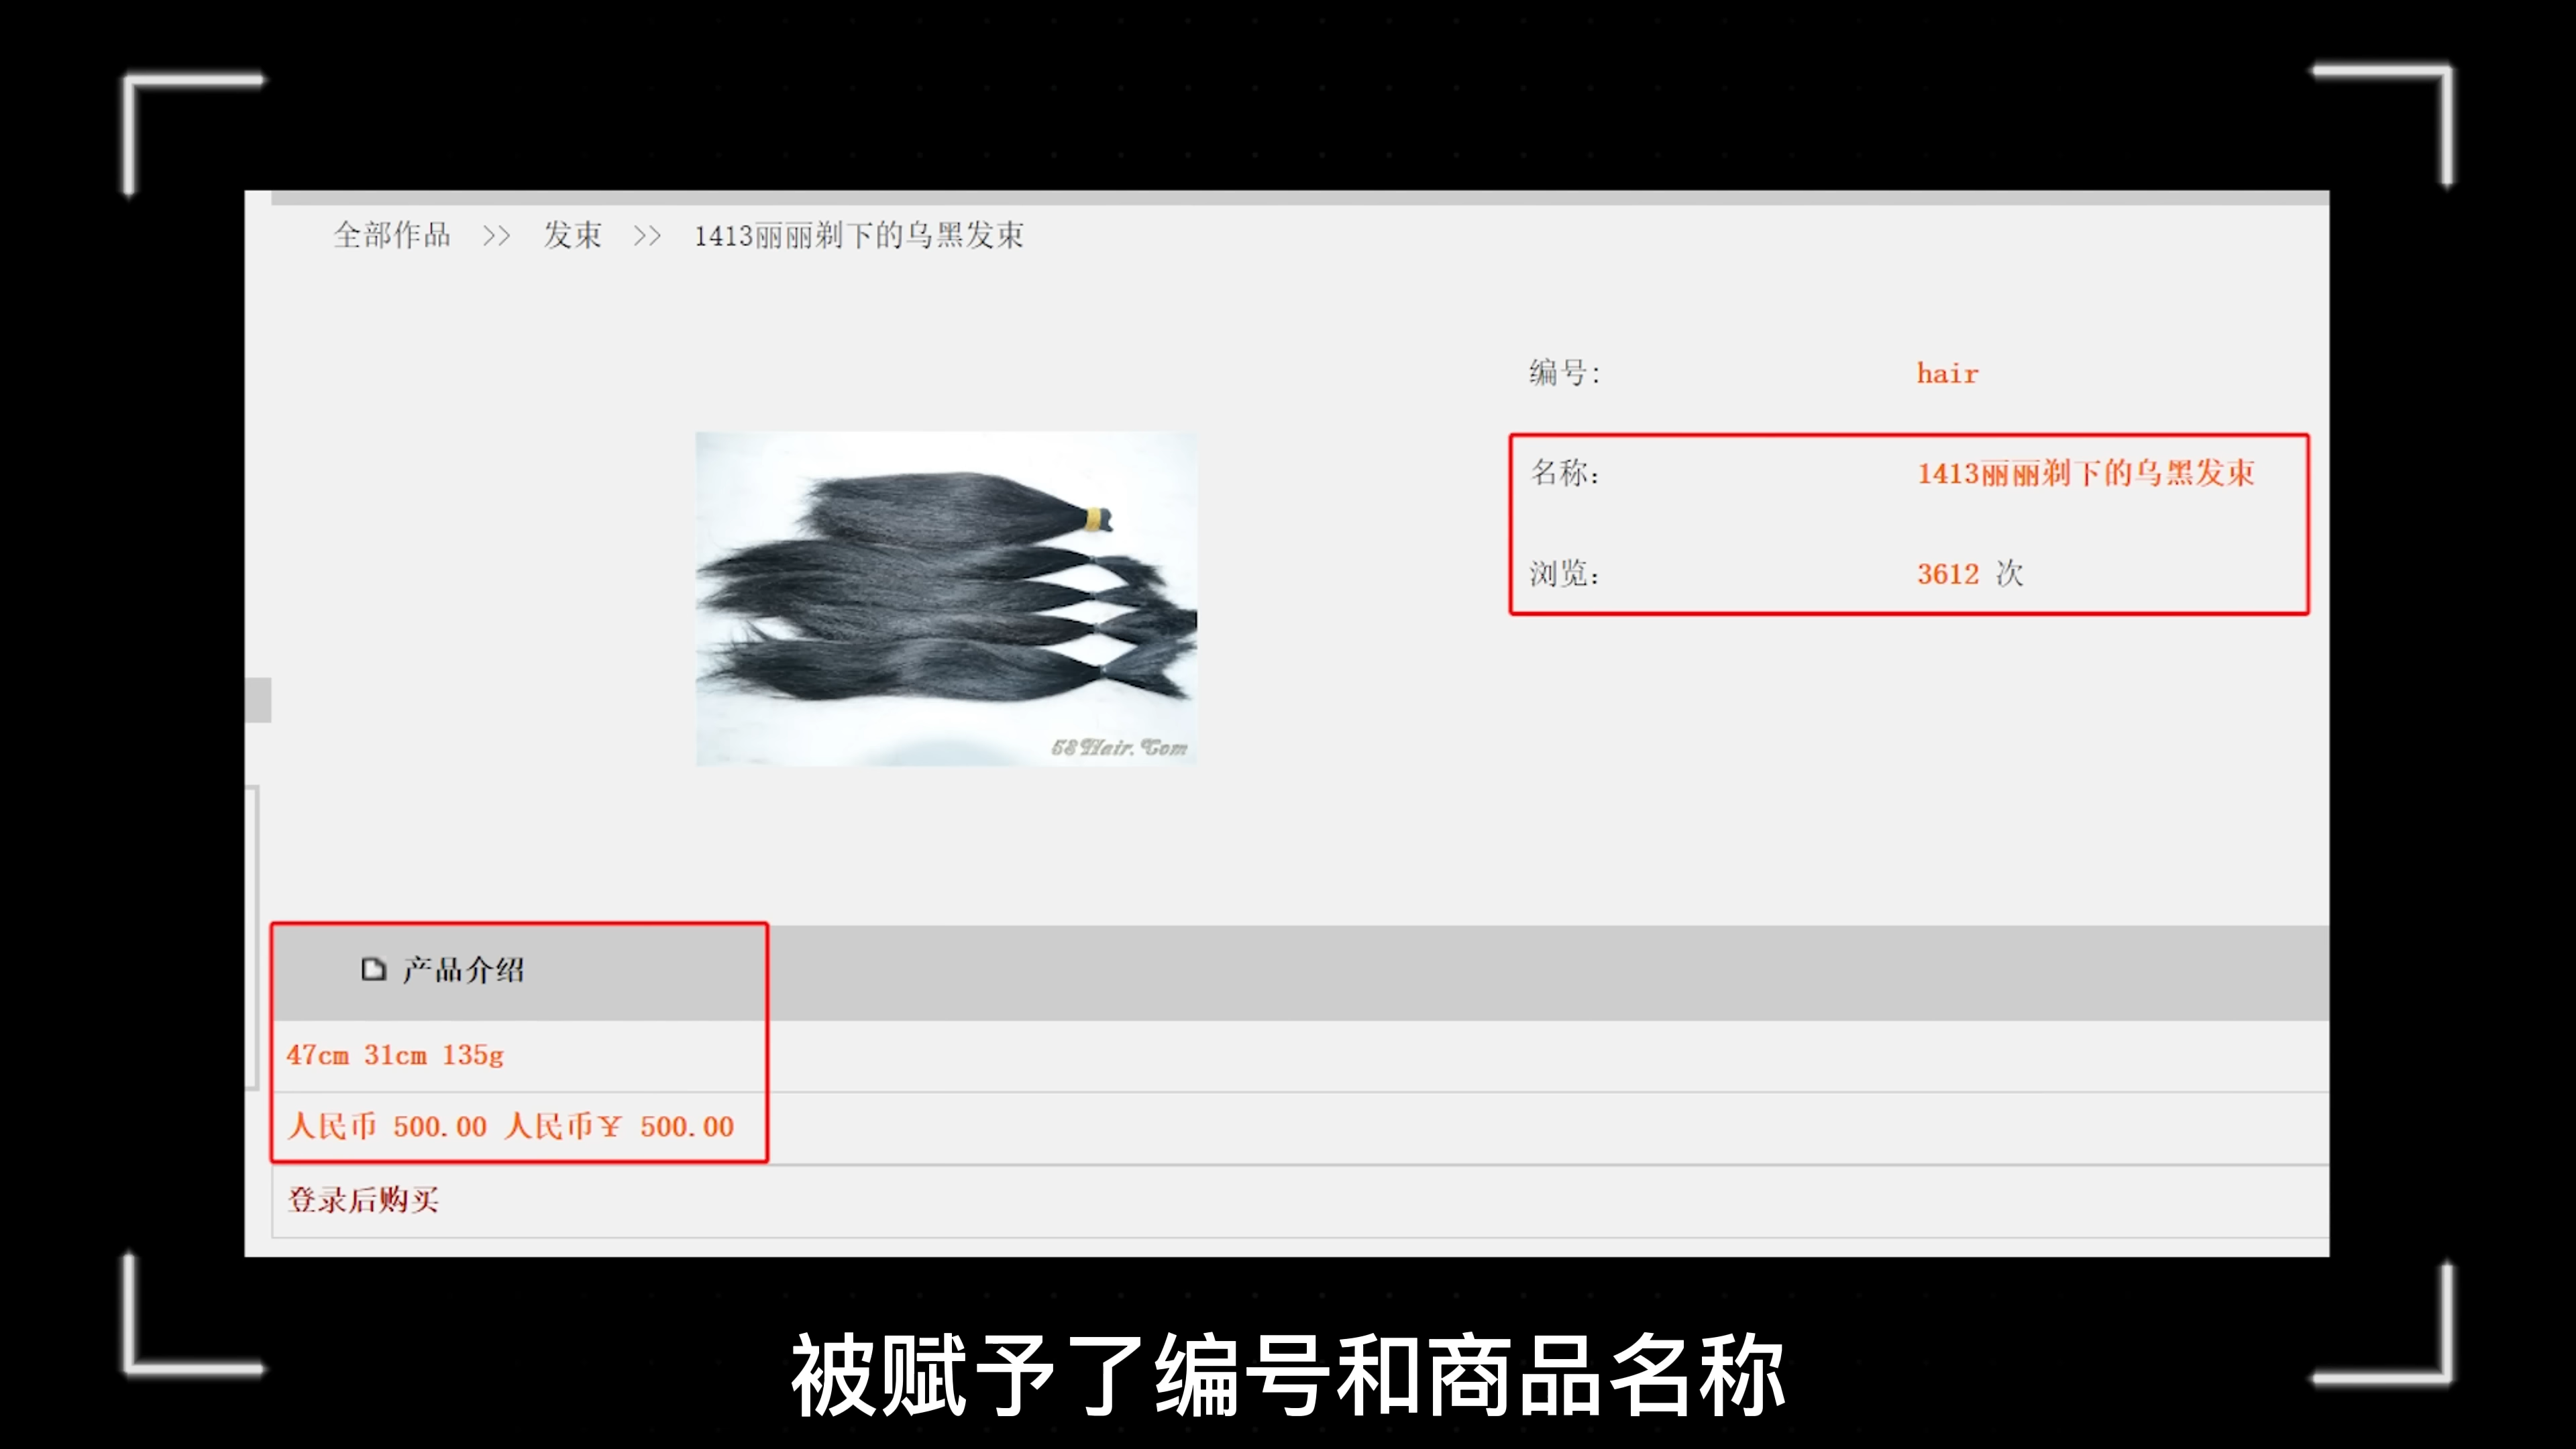 全部作品 >> 发束 >> 1413丽丽剃下的乌黑发束
编号: hair
名称: 1413丽丽剃下的乌黑发束
浏览: 3612 次
58Hair.Com
产品介绍
47cm 31cm 135g
人民币 500.00 人民币¥ 500.00
登录后购买
被赋予了编号和商品名称